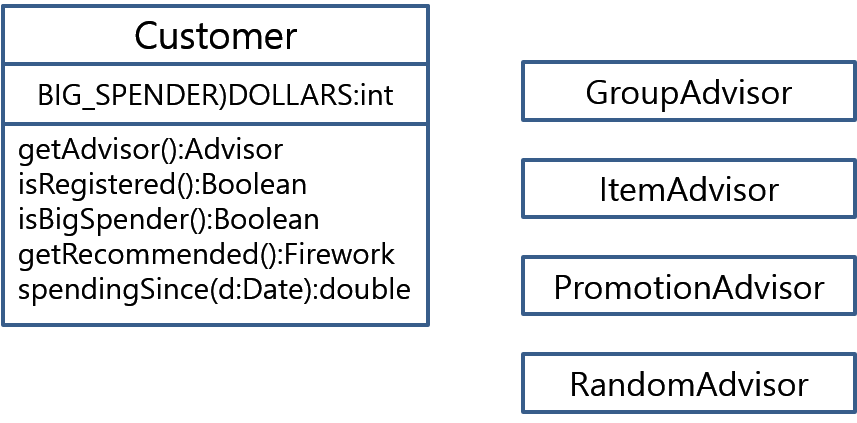 Customer
BIG_SPENDER)DOLLARS:int
getAdvisor():Advisor
isRegistered():Boolean
isBigSpender():Boolean
getRecommended():Firework
spendingSince(d:Date):double
GroupAdvisor
ItemAdvisor
PromotionAdvisor
RandomAdvisor